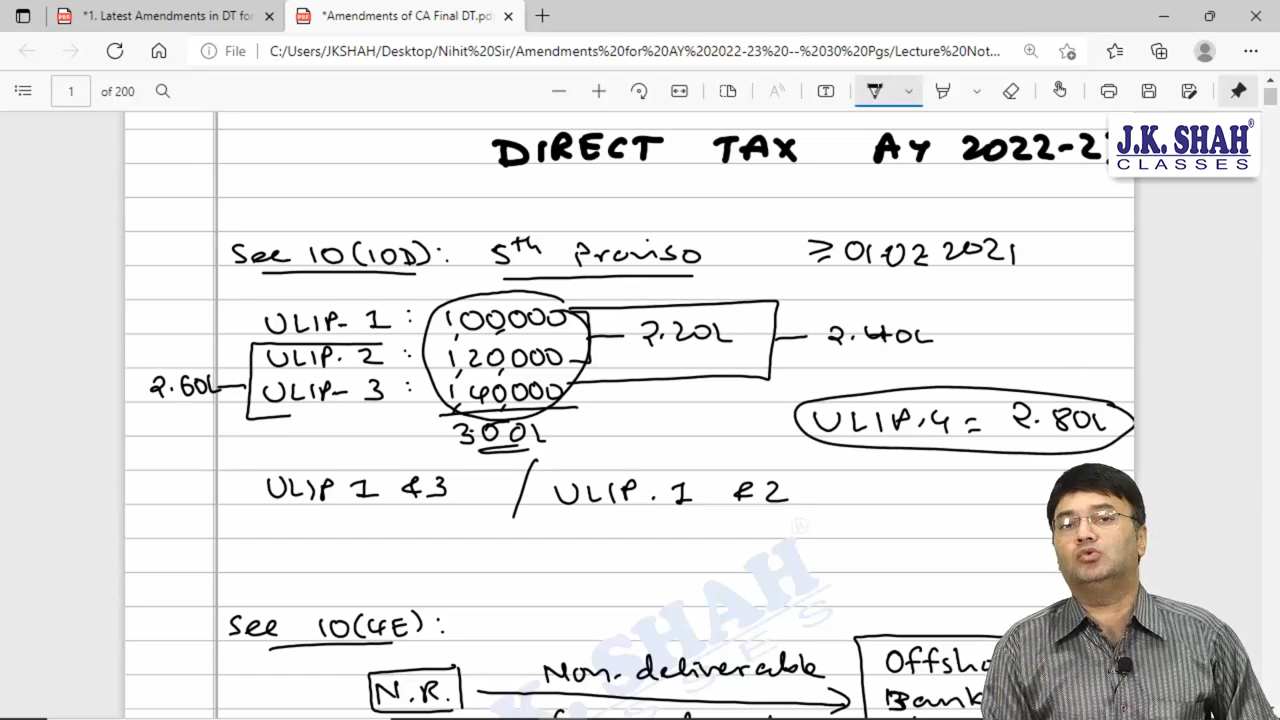 *1. Latest Amendments in DT for
*Amendments of CA Final DT.pd
File
C:/Users/JKSHAH/Desktop/Nihit%20Sir/Amendments%20for%20AY%202022-23%20--%2030%20Pgs/Lecture%20Not...
1 of 200
DIRECT TAX AY 2022-2
J.K. SHAH®
CLASSES
Sec 10(10D): 5th Proviso ≥ 01.02 2021
ULIP-1 : 1,00,000
ULIP.2 : 1,20,000 2.20L 2.40L
2.60L ULIP-3 : 1,40,000
3.00L ULIP.4 = 2.80L
ULIP 1 &3 / ULIP.1 &2
SHAH®
Sec 10(4E):
N.R. Non.deliverable Offsho
Bank